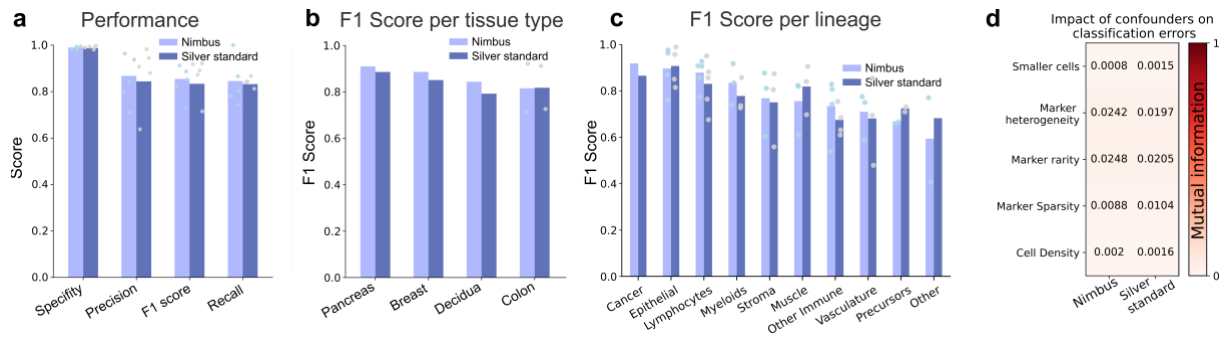 a
Performance
Score
1.0
0.8
0.6
0.4
0.2
0.0
Nimbus
Silver standard
Specifity
Precision
F1 score
Recall
b
F1 Score per tissue type
F1 Score
1.0
0.8
0.6
0.4
0.2
0.0
Nimbus
Silver standard
Pancreas
Breast
Decidua
Colon
c
F1 Score per lineage
F1 Score
1.0
0.8
0.6
0.4
0.2
0.0
Nimbus
Silver standard
Cancer
Epithelial
Lymphocytes
Myeloids
Stroma
Muscle
Other Immune
Vasculature
Precursors
Other
d
Impact of confounders on
classification errors
Smaller cells
0.0008 0.0015
Marker
heterogeneity
0.0242 0.0197
Marker rarity
0.0248 0.0205
Marker Sparsity
0.0088 0.0104
Cell Density
0.002 0.0016
Nimbus
Silver
standard
1
Mutual information
0